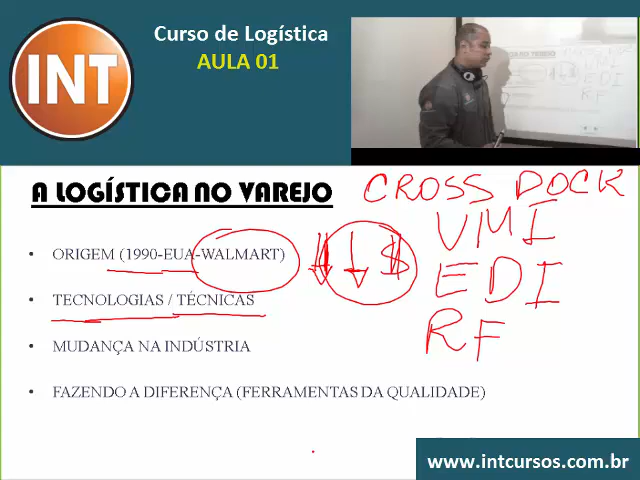 INT
Curso de Logística
AULA 01
A LOGÍSTICA NO VAREJO
CROSS DOCK
VMI
• ORIGEM (1990-EUA-WALMART)
$
EDI
• TECNOLOGIAS / TÉCNICAS
RF
• MUDANÇA NA INDÚSTRIA
• FAZENDO A DIFERENÇA (FERRAMENTAS DA QUALIDADE)
www.intcursos.com.br